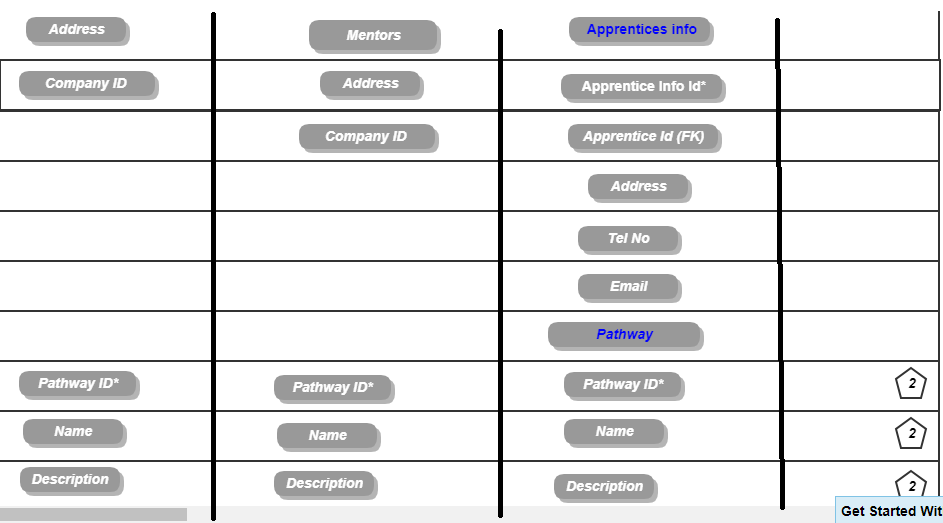 Address Mentors Apprentices info
Company ID Address Apprentice Info Id*
Company ID Apprentice Id (FK)
Address
Tel No
Email
Pathway
Pathway ID* Pathway ID* Pathway ID* 2
Name Name Name 2
Description Description Description 2
Get Started Wit